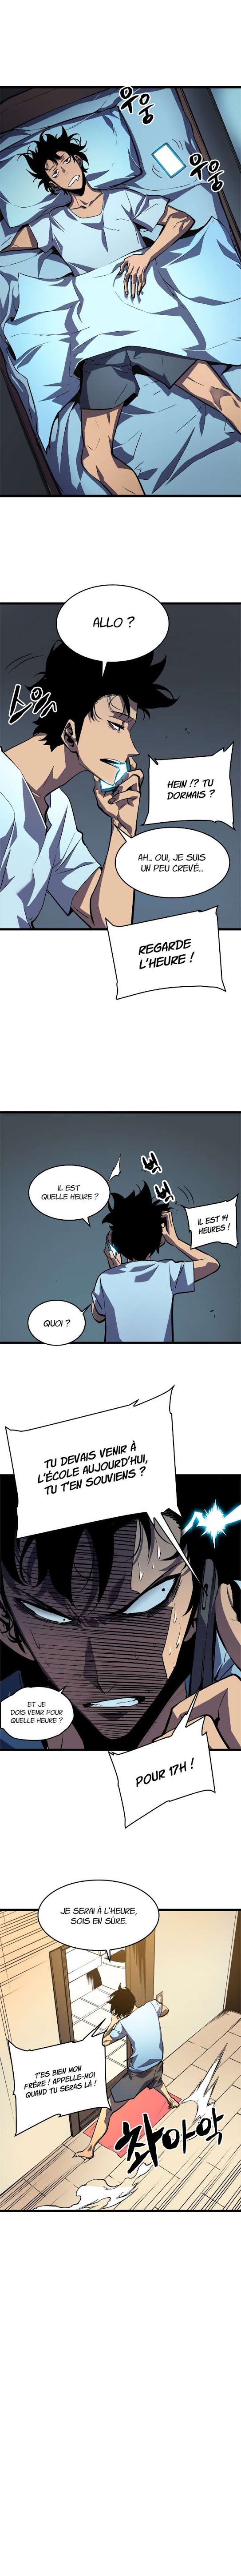 우웅
우웅
ALLO ?
스윽
HEIN !? TU
DORMAIS ?
AH... OUI, JE SUIS
UN PEU CREVÉ...
REGARDE
L'HEURE !
IL EST
QUELLE HEURE ?
IL EST 14
HEURES !
QUOI ?
TU DEVAIS VENIR À
L'ÉCOLE AUJOURD'HUI,
TU T'EN SOUVIENS ?
ET JE
DOIS VENIR POUR
QUELLE HEURE ?
POUR 17H !
JE SERAI À L'HEURE,
SOIS EN SÛRE.
T'ES BIEN MON
FRÈRE ! APPELLE-MOI
QUAND TU SERAS LÀ !
촤아악